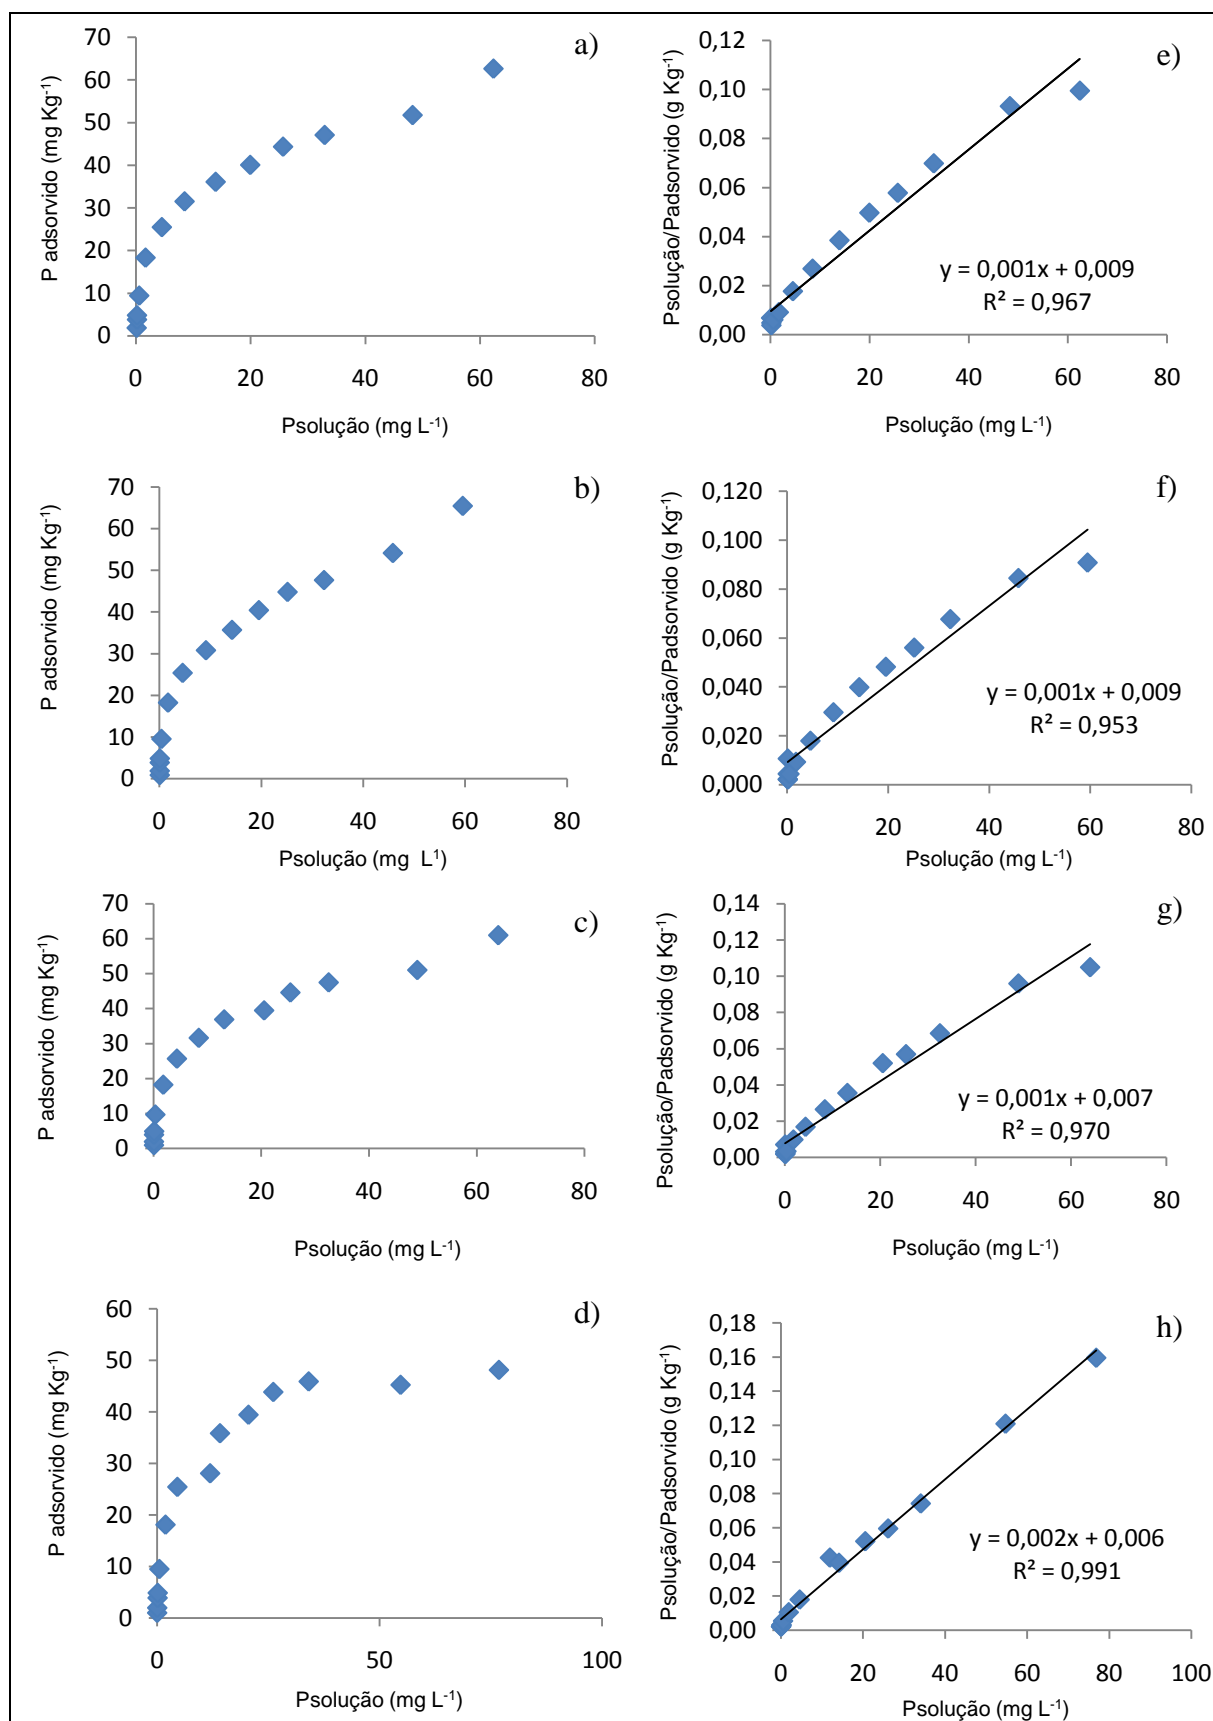 a)
P adsorvido (mg Kg-1)
70
60
50
40
30
20
10
0
0 20 40 60 80
Psolução (mg L-1)
e)
Psolução/Padsorvido (g Kg-1)
0,12
0,10
0,08
0,06
0,04
0,02
0,00
y = 0,001x + 0,009
R² = 0,967
0 20 40 60 80
Psolução (mg L-1)
b)
P adsorvido (mg Kg-1)
70
60
50
40
30
20
10
0
0 20 40 60 80
Psolução (mg L1)
f)
Psolução/Padsorvido (g Kg-1)
0,120
0,100
0,080
0,060
0,040
0,020
0,000
y = 0,001x + 0,009
R² = 0,953
0 20 40 60 80
Psolução (mg L-1)
c)
P adsorvido (mg Kg-1)
70
60
50
40
30
20
10
0
0 20 40 60 80
Psolução (mg L-1)
g)
Psolução/Padsorvido (g Kg-1)
0,14
0,12
0,10
0,08
0,06
0,04
0,02
0,00
y = 0,001x + 0,007
R² = 0,970
0 20 40 60 80
Psolução (mg L-1)
d)
P adsorvido (mg Kg-1)
60
50
40
30
20
10
0
0 50 100
Psolução (mg L-1)
h)
Psolução/Padsorvido (g Kg-1)
0,18
0,16
0,14
0,12
0,10
0,08
0,06
0,04
0,02
0,00
y = 0,002x + 0,006
R² = 0,991
0 20 40 60 80 100
Psolução (mg L-1)